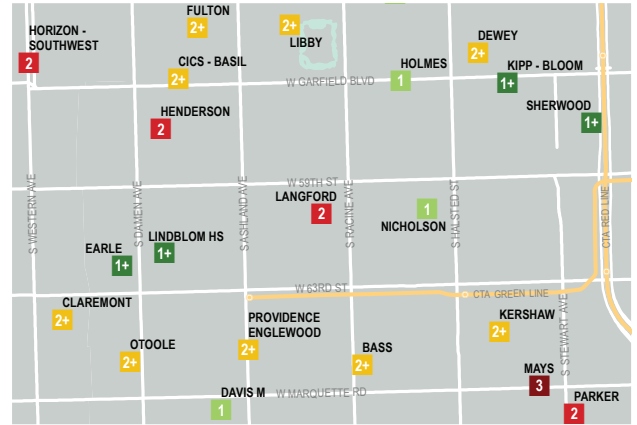 FULTON
2+
2+
LIBBY
DEWEY
2+
HORIZON -
SOUTHWEST
2
CICS - BASIL
2+
HOLMES
1
KIPP - BLOOM
1+
W GARFIELD BLVD
HENDERSON
2
SHERWOOD
1+
W 59TH ST
LANGFORD
2
NICHOLSON
1
S WESTERN AVE
S DAMEN AVE
S ASHLAND AVE
S RACINE AVE
S HALSTED ST
CTA RED LINE
EARLE
1+
LINDBLOM HS
1+
W 63RD ST
CTA GREEN LINE
CLAREMONT
2+
OTOOLE
2+
PROVIDENCE
ENGLEWOOD
2+
BASS
2+
KERSHAW
2+
S STEWART AVE
DAVIS M
1
W MARQUETTE RD
MAYS
3
PARKER
2